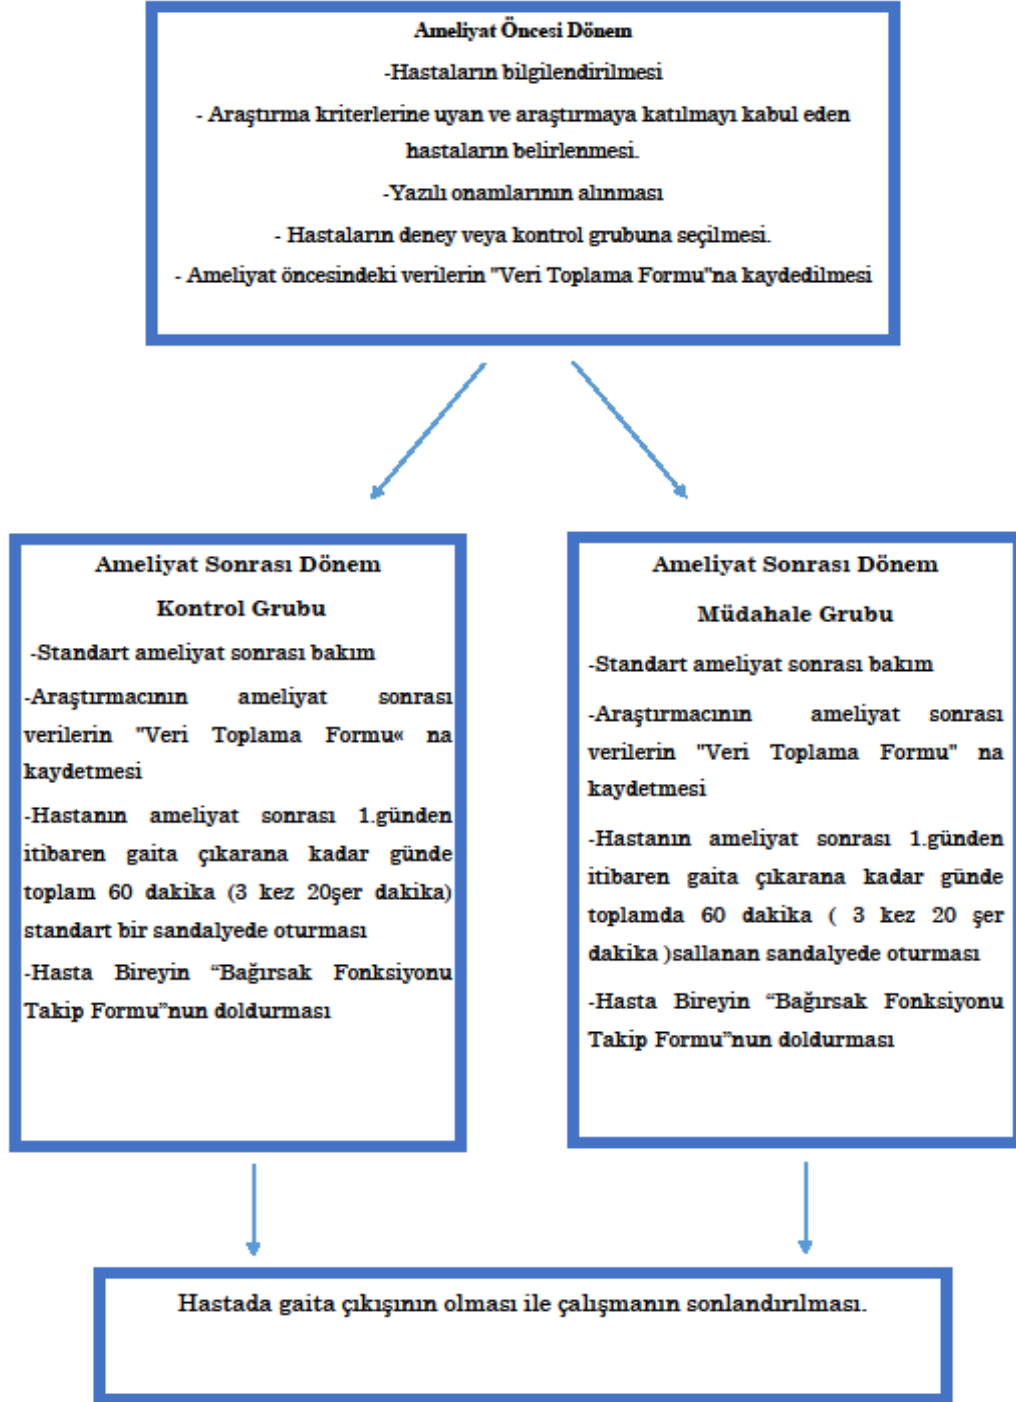 Ameliyat Öncesi Dönem
-Hastaların bilgilendirilmesi
- Araştırma kriterlerine uyan ve araştırmaya katılmayı kabul eden
hastaların belirlenmesi.
-Yazılı onamlarının alınması
- Hastaların deney veya kontrol grubuna seçilmesi.
- Ameliyat öncesindeki verilerin "Veri Toplama Formu"na kaydedilmesi
Ameliyat Sonrası Dönem
Kontrol Grubu
-Standart ameliyat sonrası bakım
-Araştırmacının ameliyat sonrası
verilerin "Veri Toplama Formu« na
kaydetmesi
-Hastanın ameliyat sonrası 1.günden
itibaren gaita çıkarana kadar günde
toplam 60 dakika (3 kez 20şer dakika)
standart bir sandalyede oturması
-Hasta Bireyin “Bağırsak Fonksiyonu
Takip Formu”nun doldurması
Ameliyat Sonrası Dönem
Müdahale Grubu
-Standart ameliyat sonrası bakım
-Araştırmacının ameliyat sonrası
verilerin "Veri Toplama Formu" na
kaydetmesi
-Hastanın ameliyat sonrası 1.günden
itibaren gaita çıkarana kadar günde
toplamda 60 dakika ( 3 kez 20 şer
dakika )sallanan sandalyede oturması
-Hasta Bireyin “Bağırsak Fonksiyonu
Takip Formu”nun doldurması
Hastada gaita çıkışının olması ile çalışmanın sonlandırılması.